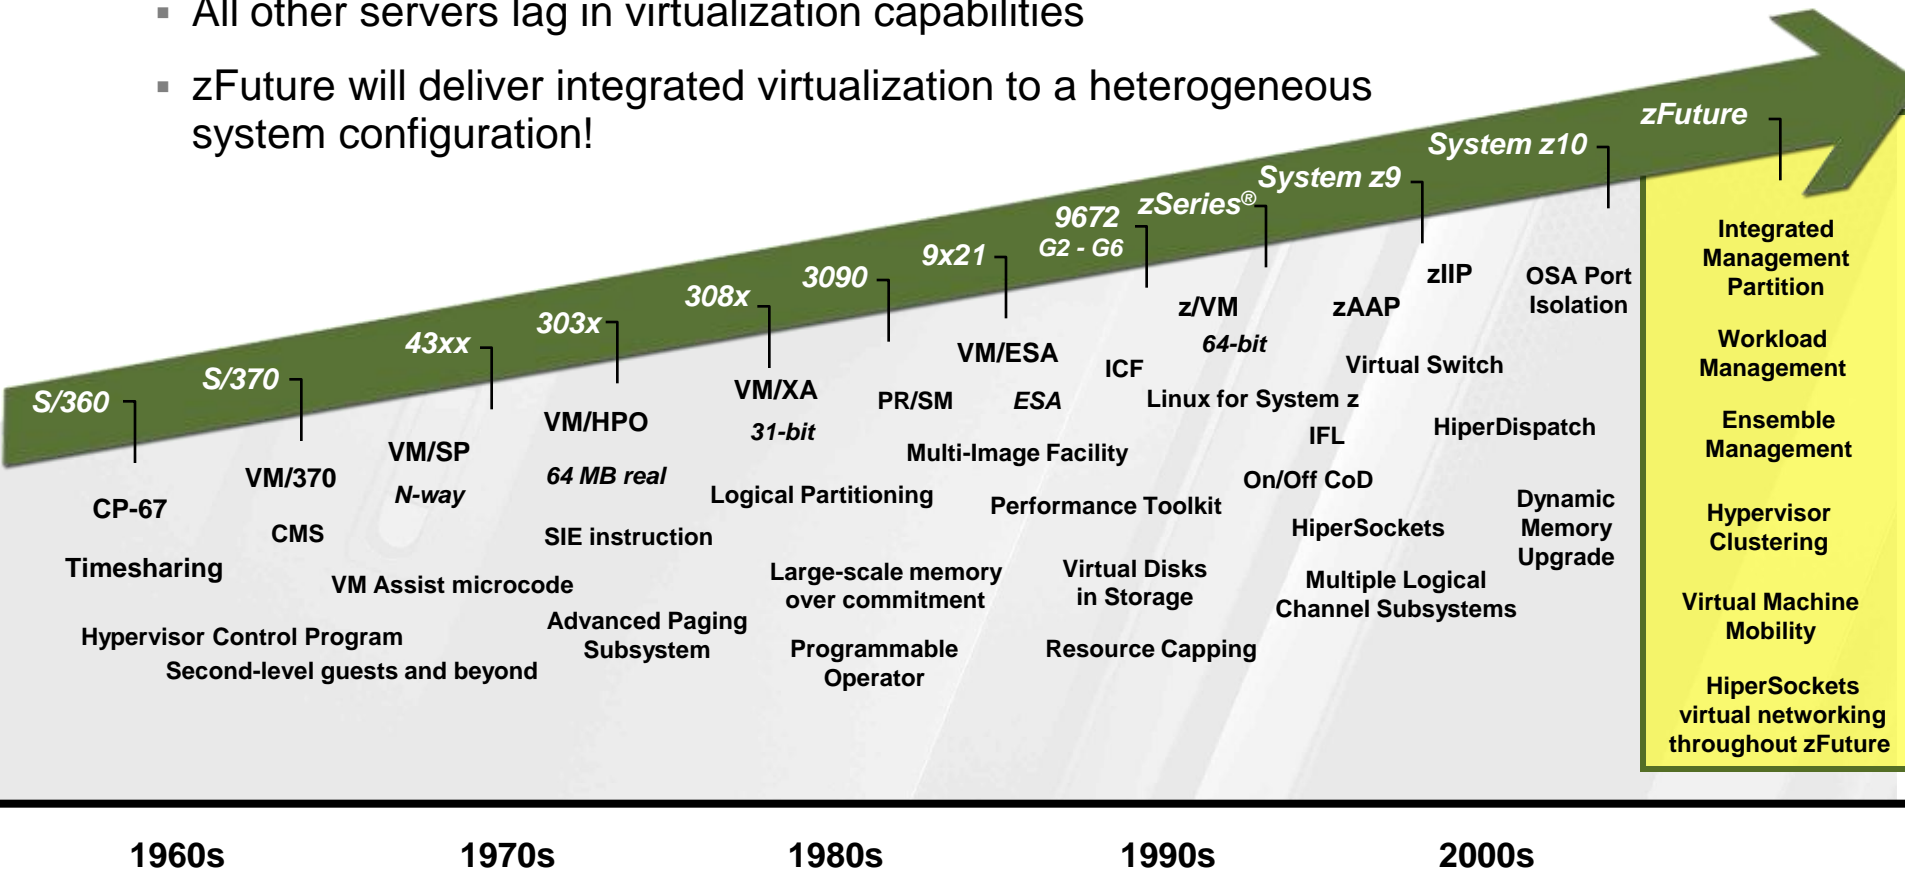 ▪ All other servers lag in virtualization capabilities
▪ zFuture will deliver integrated virtualization to a heterogeneous
system configuration!
S/360
S/370
43xx
303x
308x
3090
9x21
9672
G2 - G6
zSeries®
System z9
System z10
zFuture
CP-67
Timesharing
Hypervisor Control Program
VM/370
CMS
VM Assist microcode
Second-level guests and beyond
VM/SP
N-way
VM/HPO
64 MB real
SIE instruction
Advanced Paging
Subsystem
VM/XA
31-bit
Logical Partitioning
Large-scale memory
over commitment
Programmable
Operator
PR/SM
Multi-Image Facility
VM/ESA
ESA
Performance Toolkit
Virtual Disks
in Storage
Resource Capping
ICF
z/VM
64-bit
Linux for System z
IFL
On/Off CoD
HiperSockets
Multiple Logical
Channel Subsystems
zAAP
Virtual Switch
zIIP
HiperDispatch
OSA Port
Isolation
Dynamic
Memory
Upgrade
Integrated
Management
Partition
Workload
Management
Ensemble
Management
Hypervisor
Clustering
Virtual Machine
Mobility
HiperSockets
virtual networking
throughout zFuture
1960s
1970s
1980s
1990s
2000s